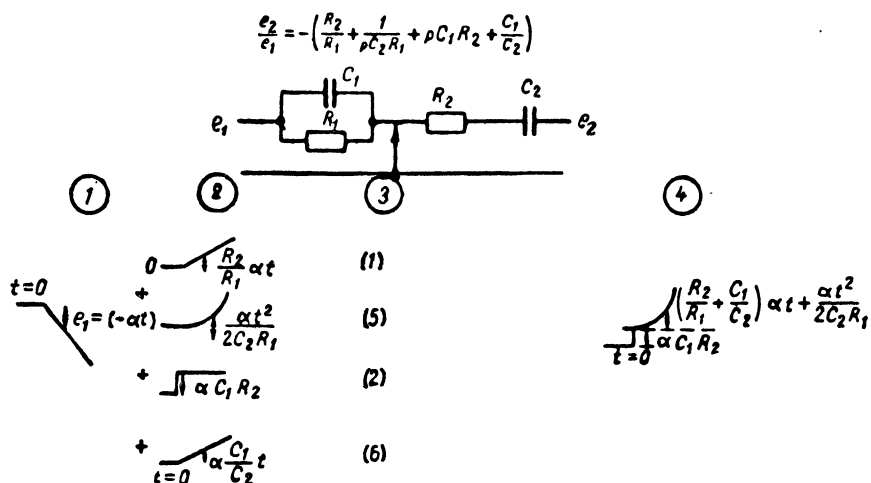 e₂/e₁ = -(R₂/R₁ + 1/pC₂R₁ + pC₁R₂ + C₁/C₂)
C₁
R₁
R₂
C₂
e₁
e₂
1
2
3
4
0
R₂/R₁ αt
(1)
t=0
+
e₁=(-αt)
αt²/2C₂R₁
(5)
(R₂/R₁ + C₁/C₂) αt + αt²/2C₂R₁
t=0
α C₁ R₂
+
α C₁ R₂
(2)
+
t=0
α C₁/C₂ t
(6)